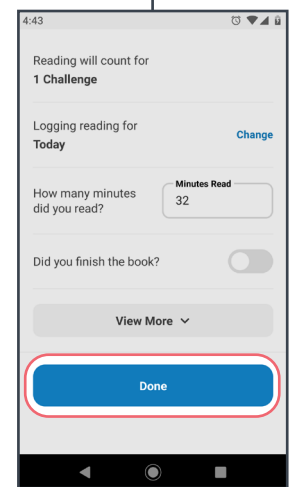 4:43
Reading will count for
1 Challenge
Logging reading for
Today
Change
How many minutes
did you read?
Minutes Read
32
Did you finish the book?
View More
Done